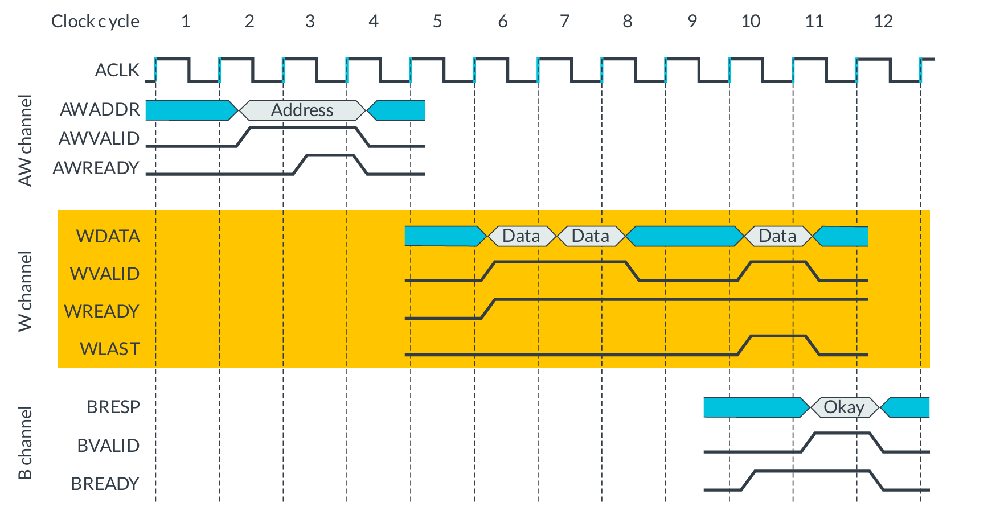 Clock cycle 1 2 3 4 5 6 7 8 9 10 11 12
ACLK
AW channel
AWADDR Address
AWVALID
AWREADY
W channel
WDATA Data Data Data
WVALID
WREADY
WLAST
B channel
BRESP Okay
BVALID
BREADY